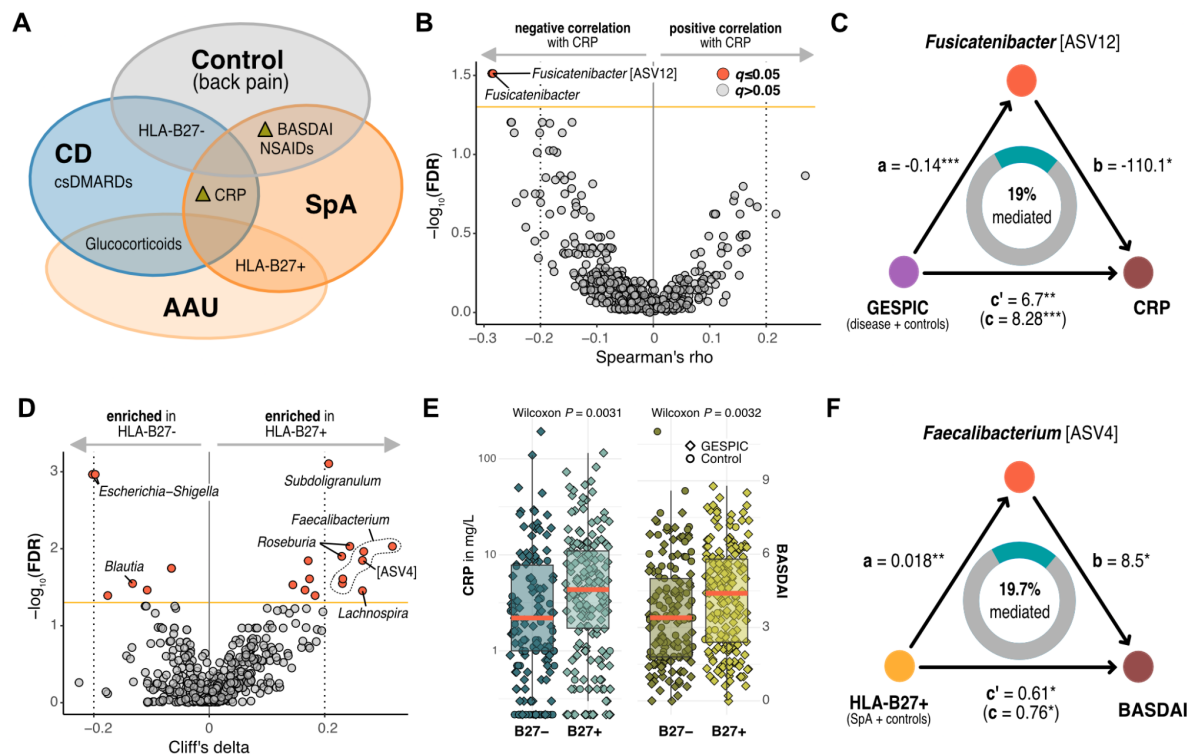 A
Control
(back pain)
HLA-B27-
BASDAI
NSAIDs
CD
csDMARDs
CRP
SpA
Glucocorticoids
HLA-B27+
AAU
B
negative correlation
with CRP
positive correlation
with CRP
Fusicatenibacter [ASV12]
Fusicatenibacter
q≤0.05
q>0.05
1.5
1.0
0.5
0.0
−log10(FDR)
−0.3
−0.2
−0.1
0
0.1
0.2
Spearman's rho
C
Fusicatenibacter [ASV12]
a = -0.14***
b = -110.1*
19%
mediated
GESPIC
(disease + controls)
c' = 6.7**
(c = 8.28***)
CRP
D
enriched in
HLA-B27-
enriched in
HLA-B27+
Escherichia−Shigella
Subdoligranulum
Faecalibacterium
Roseburia
[ASV4]
Blautia
Lachnospira
3
2
1
0
−log10(FDR)
−0.2
0
0.2
Cliff's delta
E
Wilcoxon P = 0.0031
Wilcoxon P = 0.0032
GESPIC
Control
100
10
1
CRP in mg/L
9
6
3
0
BASDAI
B27−
B27+
B27−
B27+
F
Faecalibacterium [ASV4]
a = 0.018**
b = 8.5*
19.7%
mediated
HLA-B27+
(SpA + controls)
c' = 0.61*
(c = 0.76*)
BASDAI